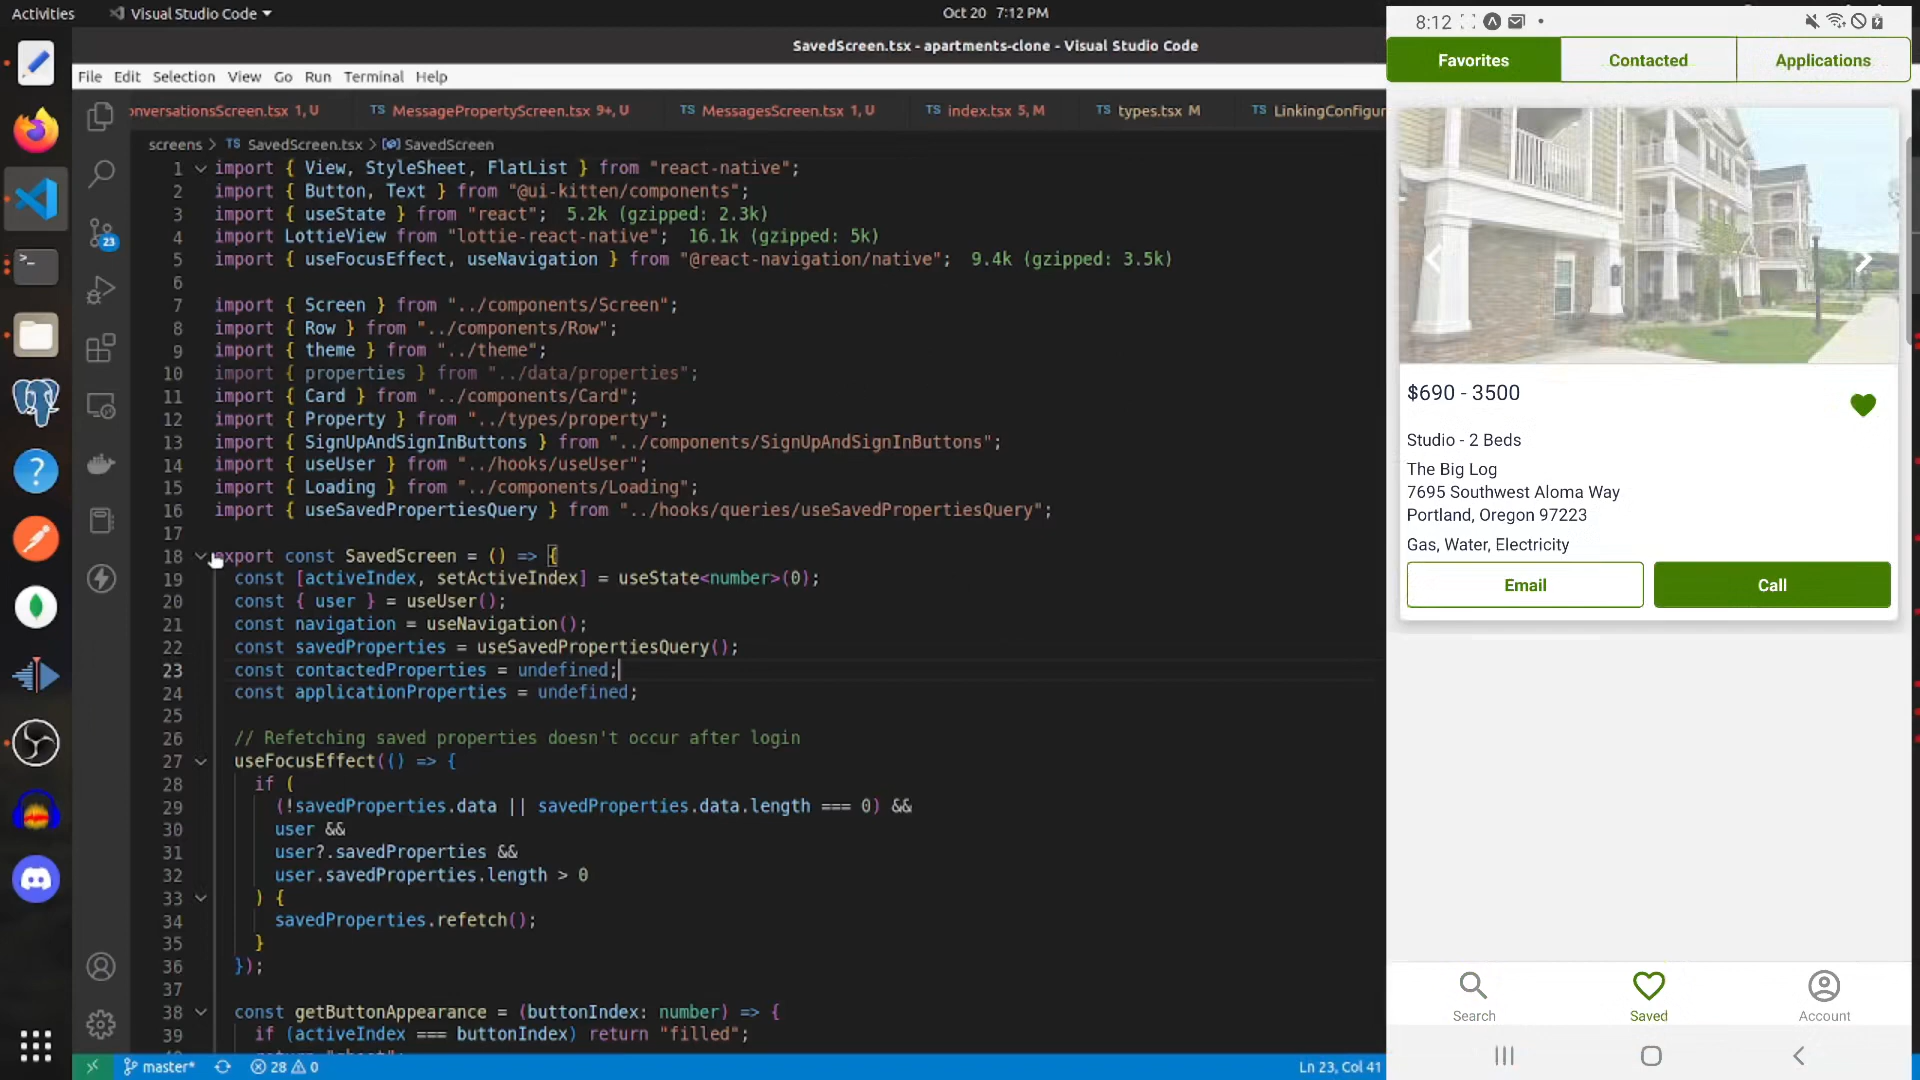 Activities
Visual Studio Code
Oct 20 7:12 PM
SavedScreen.tsx - apartments-clone - Visual Studio Code
File Edit Selection View Go Run Terminal Help
onversationsScreen.tsx 1, U
TS MessagePropertyScreen.tsx 9+, U
TS MessagesScreen.tsx 1, U
TS index.tsx 5, M
TS types.tsx M
TS LinkingConfigur
screens > TS SavedScreen.tsx > SavedScreen
1 import { View, StyleSheet, FlatList } from "react-native";
2 import { Button, Text } from "@ui-kitten/components";
3 import { useState } from "react"; 5.2k (gzipped: 2.3k)
4 import LottieView from "lottie-react-native"; 16.1k (gzipped: 5k)
5 import { useFocusEffect, useNavigation } from "@react-navigation/native"; 9.4k (gzipped: 3.5k)
6
7 import { Screen } from "../components/Screen";
8 import { Row } from "../components/Row";
9 import { theme } from "../theme";
10 import { properties } from "../data/properties";
11 import { Card } from "../components/Card";
12 import { Property } from "../types/property";
13 import { SignUpAndSignInButtons } from "../components/SignUpAndSignInButtons";
14 import { useUser } from "../hooks/useUser";
15 import { Loading } from "../components/Loading";
16 import { useSavedPropertiesQuery } from "../hooks/queries/useSavedPropertiesQuery";
17
18 export const SavedScreen = () => {
19 const [activeIndex, setActiveIndex] = useState<number>(0);
20 const { user } = useUser();
21 const navigation = useNavigation();
22 const savedProperties = useSavedPropertiesQuery();
23 const contactedProperties = undefined;
24 const applicationProperties = undefined;
25
26 // Refetching saved properties doesn't occur after login
27 useFocusEffect(() => {
28 if (
29 (!savedProperties.data || savedProperties.data.length === 0) &&
30 user &&
31 user?.savedProperties &&
32 user.savedProperties.length > 0
33 ) {
34 savedProperties.refetch();
35 }
36 });
37
38 const getButtonAppearance = (buttonIndex: number) => {
39 if (activeIndex === buttonIndex) return "filled";
23
master*
28 0
Ln 23, Col 41
8:12
Favorites
Contacted
Applications
$690 - 3500
Studio - 2 Beds
The Big Log
7695 Southwest Aloma Way
Portland, Oregon 97223
Gas, Water, Electricity
Email
Call
Search
Saved
Account